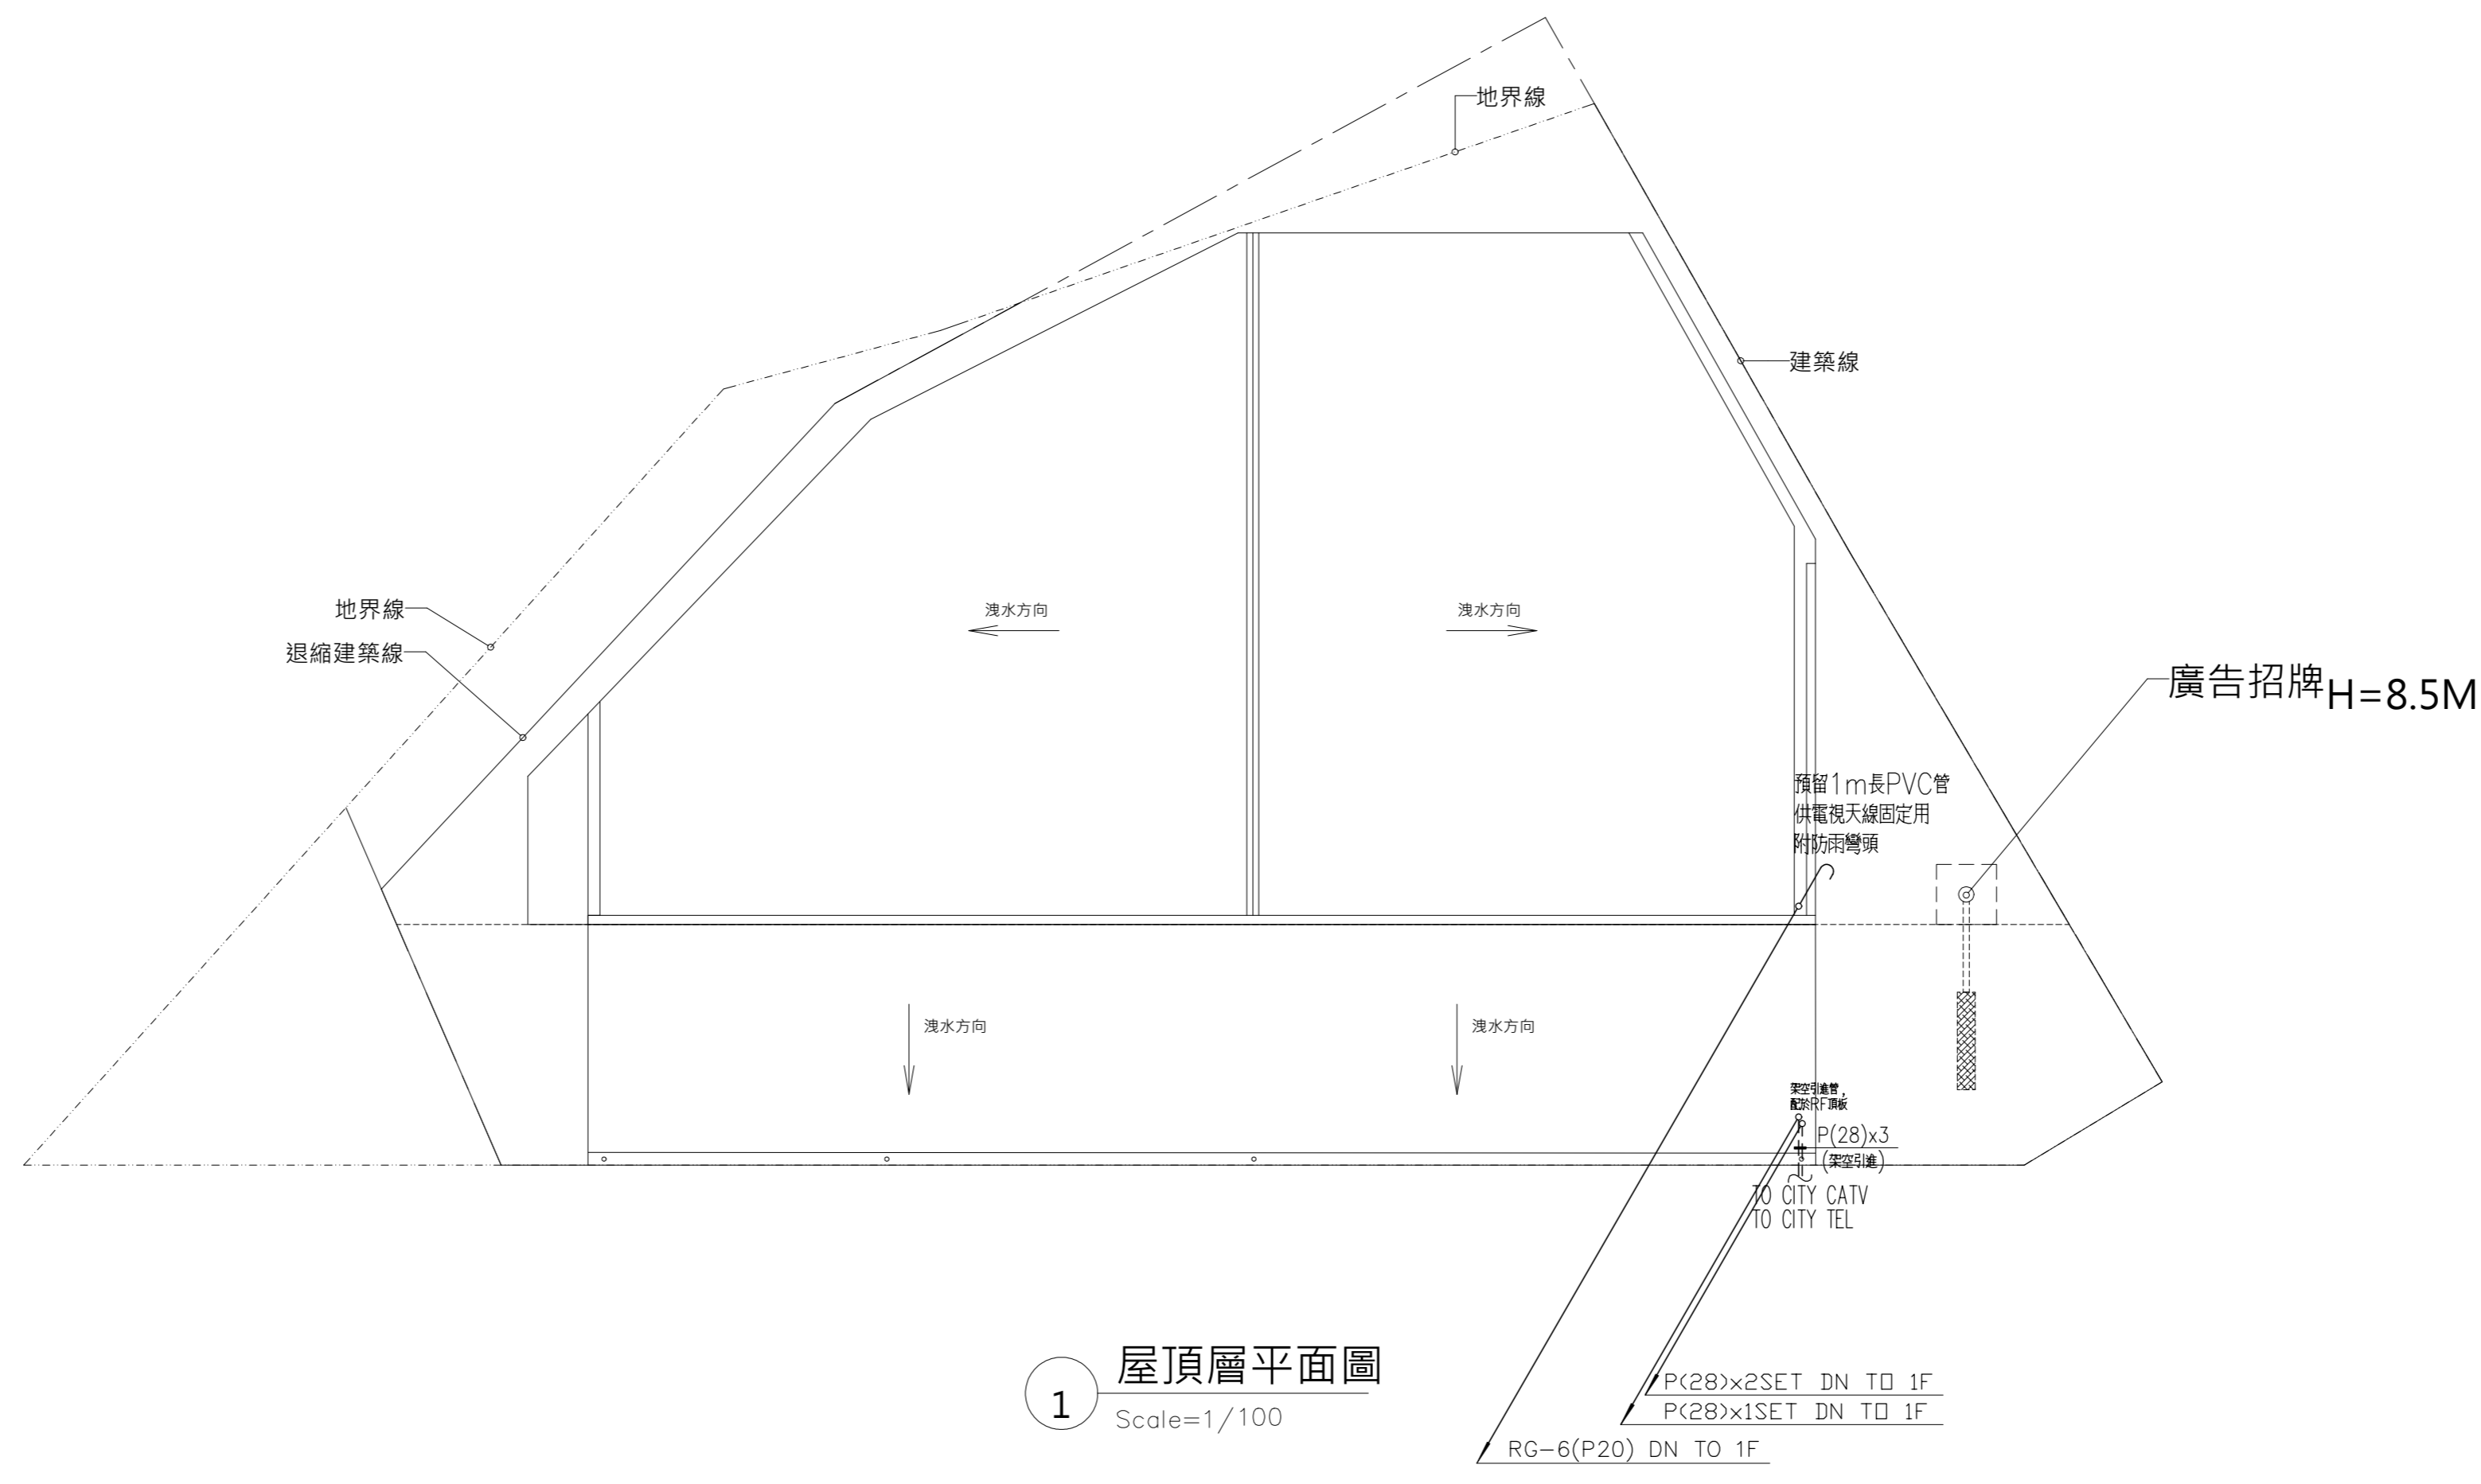 地界線
建築線
洩水方向
洩水方向
地界線
退縮建築線
廣告招牌H=8.5M
預留1m長PVC管
供電視天線固定用
附防雨彎頭
洩水方向
洩水方向
架空引進管,
配於RF頂板
P(28)x3
(架空引進)
TO CITY CATV
TO CITY TEL
1
屋頂層平面圖
Scale=1/100
P(28)x2SET DN TO 1F
P(28)x1SET DN TO 1F
RG-6(P20) DN TO 1F